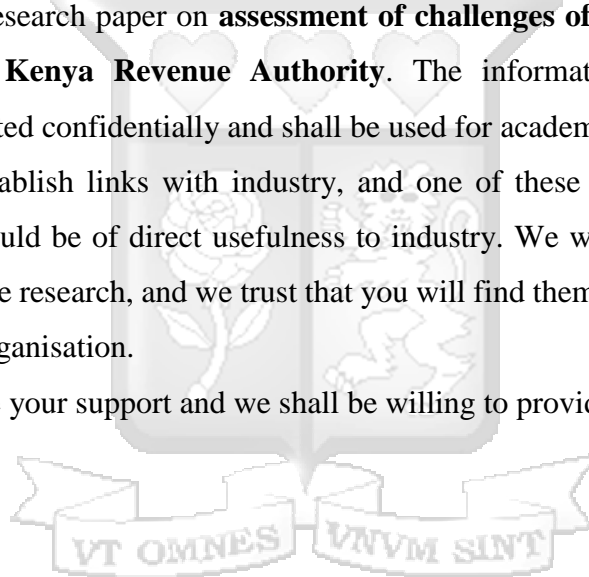 esearch paper on assessment of challenges of
Kenya Revenue Authority. The informat
ted confidentially and shall be used for academ
ablish links with industry, and one of these
uld be of direct usefulness to industry. We w
e research, and we trust that you will find them
ganisation.
your support and we shall be willing to provid
VT OMNES VNVM SINT